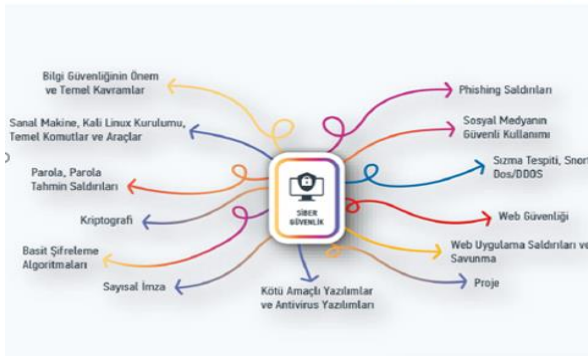 Bilgi Güvenliğinin Önem
ve Temel Kavramlar
Sanal Makine, Kali Linux Kurulumu,
Temel Komutlar ve Araçlar
Parola, Parola
Tahmin Saldırıları
Kriptografi
Basit Şifreleme
Algoritmaları
Sayısal İmza
SİBER
GÜVENLİK
Kötü Amaçlı Yazılımlar
ve Antivirus Yazılımları
Phishing Saldırıları
Sosyal Medyanın
Güvenli Kullanımı
Sızma Tespiti, Snort
Dos/DDOS
Web Güvenliği
Web Uygulama Saldırıları ve
Savunma
Proje